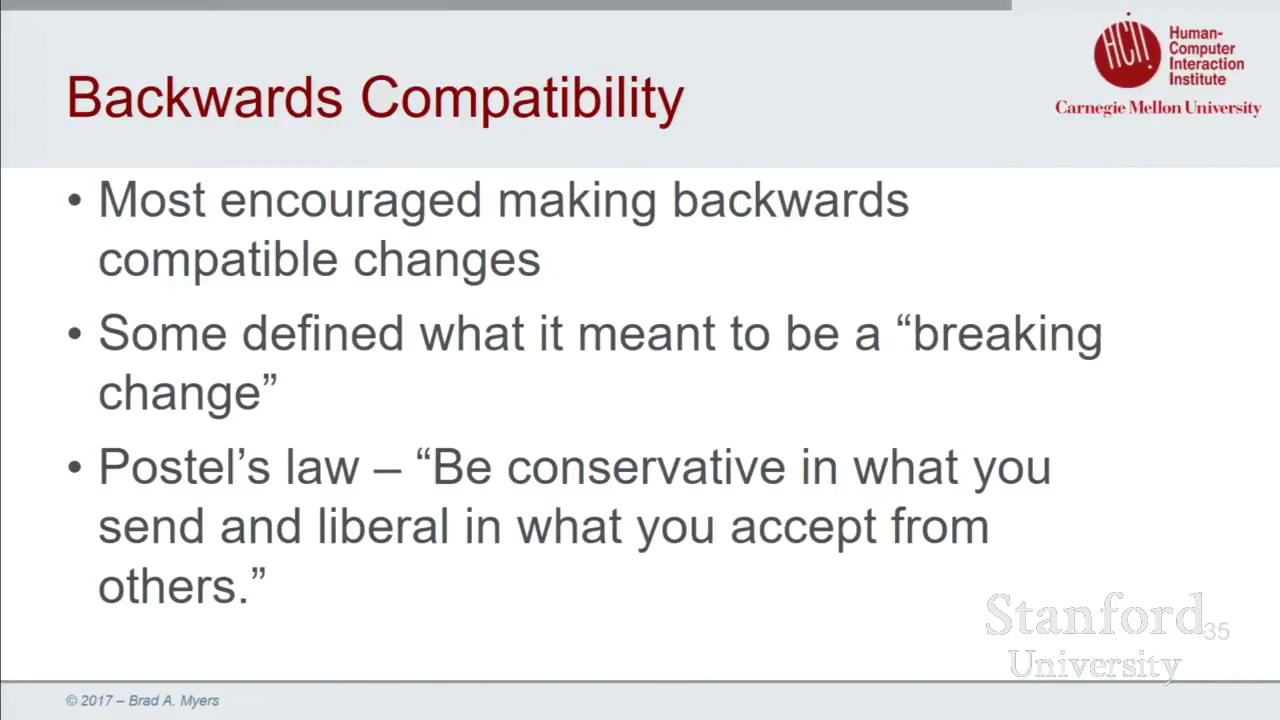 Backwards Compatibility
HCII!
Human-
Computer
Interaction
Institute
Carnegie Mellon University
• Most encouraged making backwards
compatible changes
• Some defined what it meant to be a “breaking
change”
• Postel’s law – “Be conservative in what you
send and liberal in what you accept from
others.”
Stanford
University
35
© 2017 – Brad A. Myers